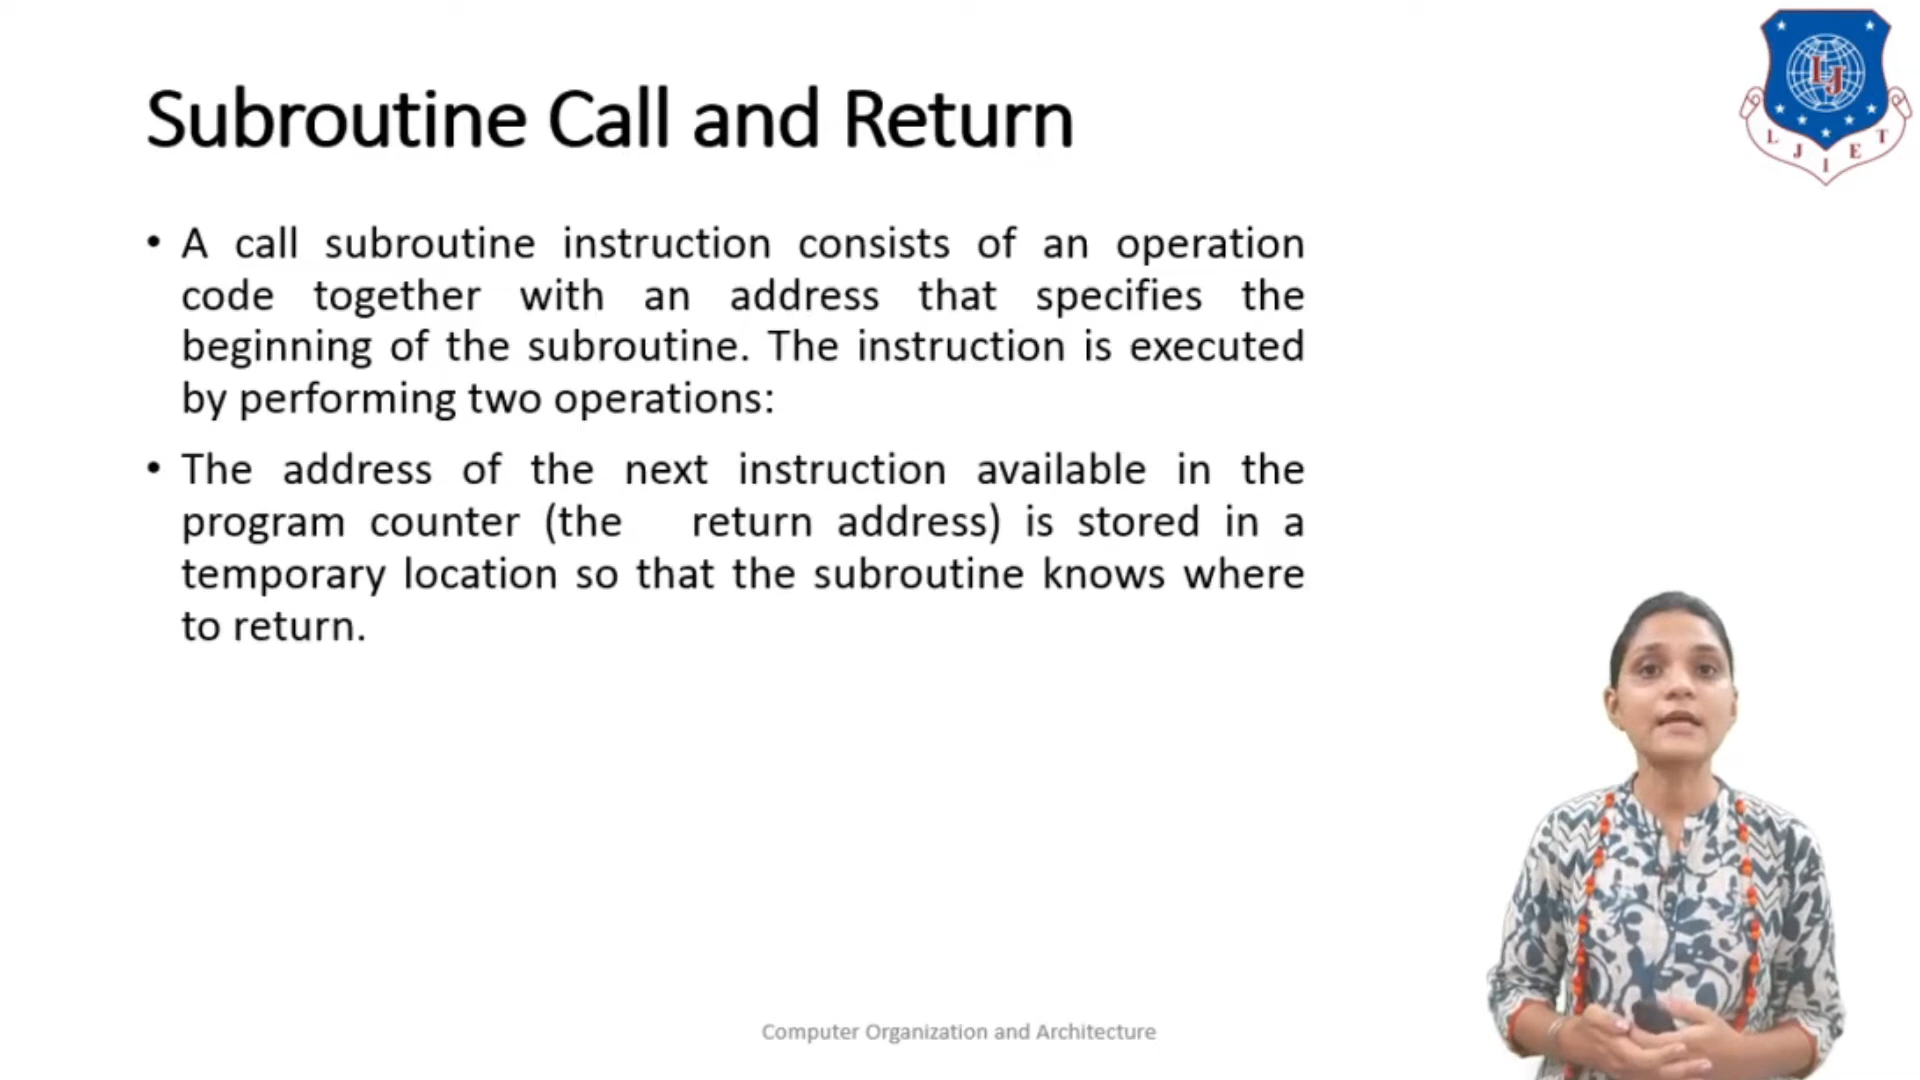 Subroutine Call and Return
LJ
L J I E T
• A call subroutine instruction consists of an operation
code together with an address that specifies the
beginning of the subroutine. The instruction is executed
by performing two operations:
• The address of the next instruction available in the
program counter (the return address) is stored in a
temporary location so that the subroutine knows where
to return.
Computer Organization and Architecture